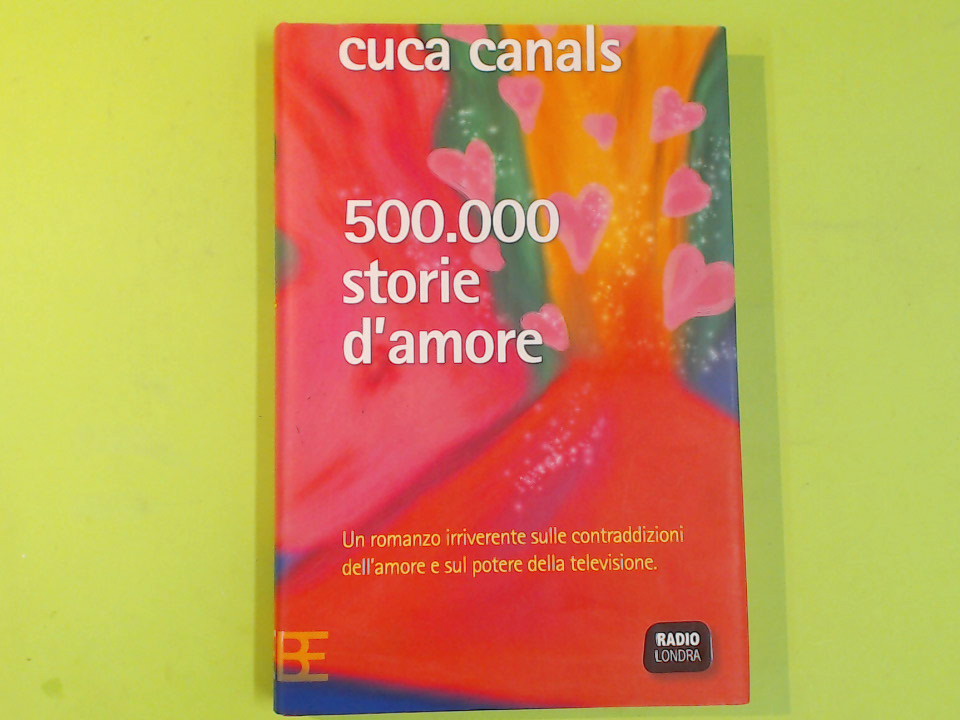 cuca canals
500.000
storie
d'amore
Un romanzo irriverente sulle contraddizioni
dell'amore e sul potere della televisione.
BE
RADIO
LONDRA